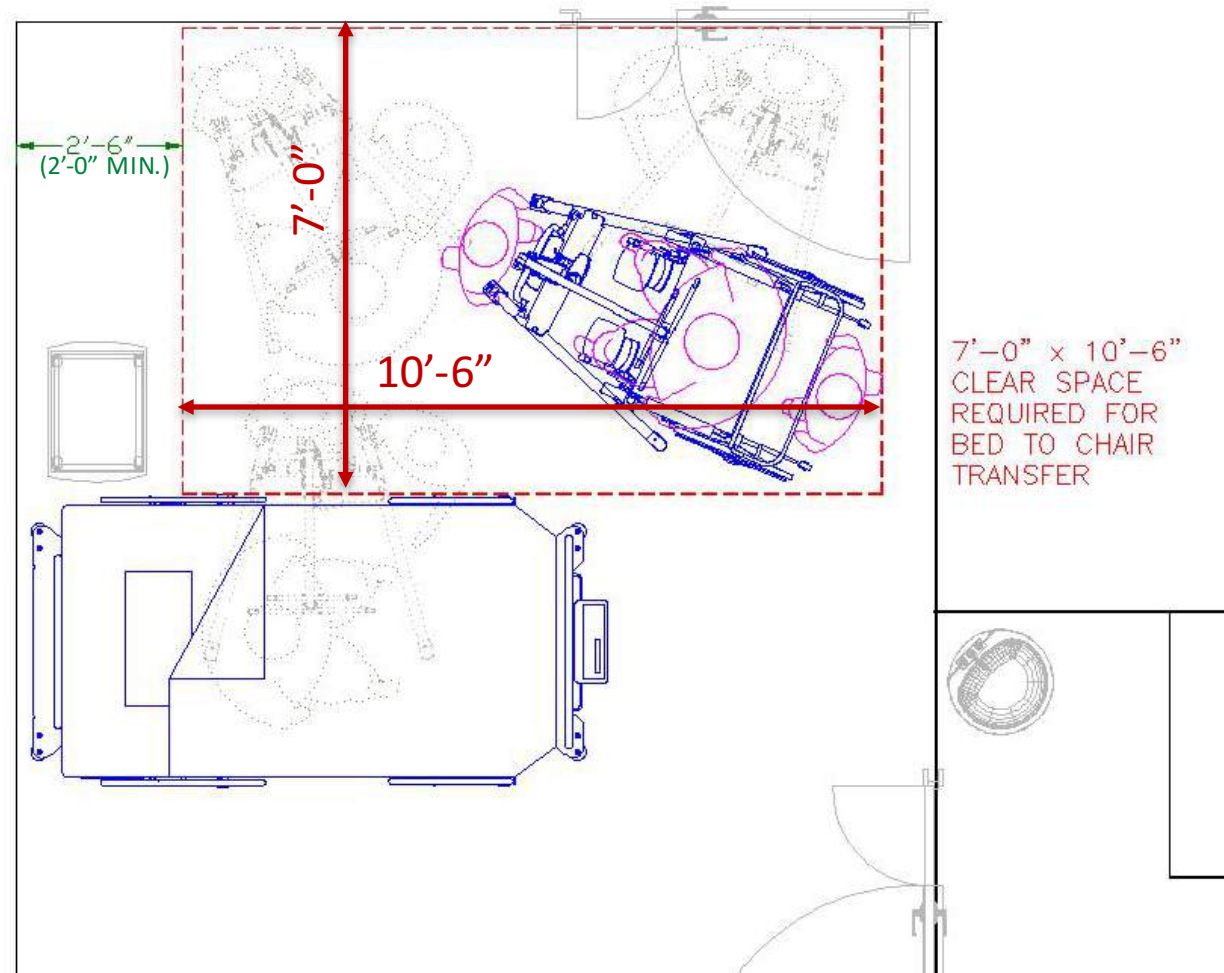 2'-6"
(2'-0" MIN.)
7'-0"
10'-6"
7'-0" x 10'-6"
CLEAR SPACE
REQUIRED FOR
BED TO CHAIR
TRANSFER